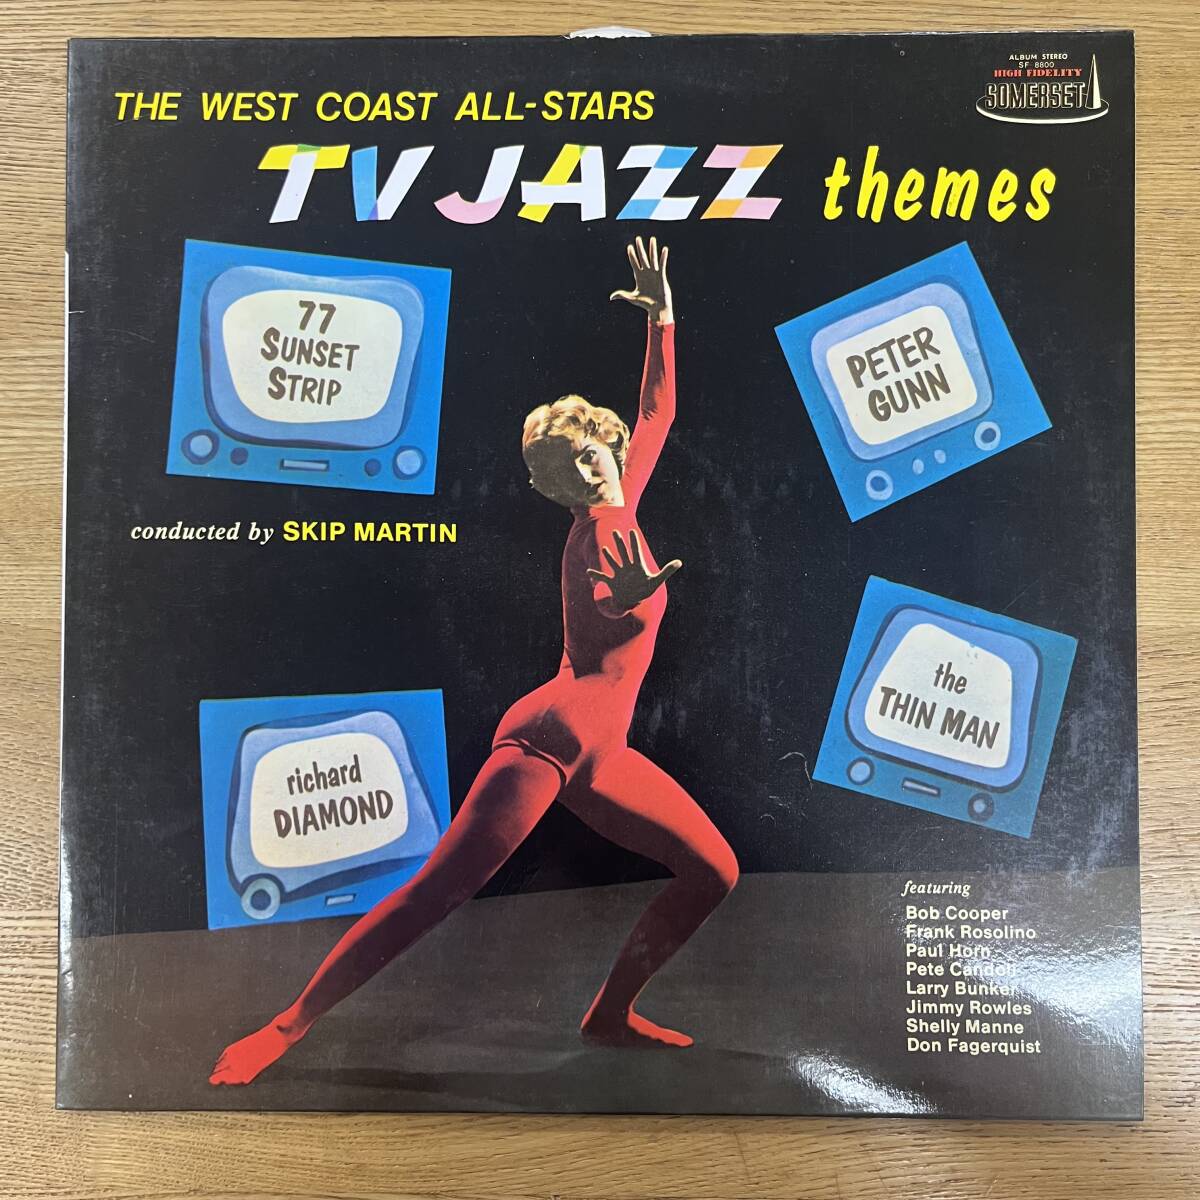 ALBUM STEREO
SF 8800
HIGH FIDELITY
SOMERSET
THE WEST COAST ALL-STARS
TV JAZZ themes
77
SUNSET
STRIP
PETER
GUNN
conducted by SKIP MARTIN
the
THIN MAN
richard
DIAMOND
featuring
Bob Cooper
Frank Rosolino
Paul Horn
Pete Candoli
Larry Bunker
Jimmy Rowles
Shelly Manne
Don Fagerquist